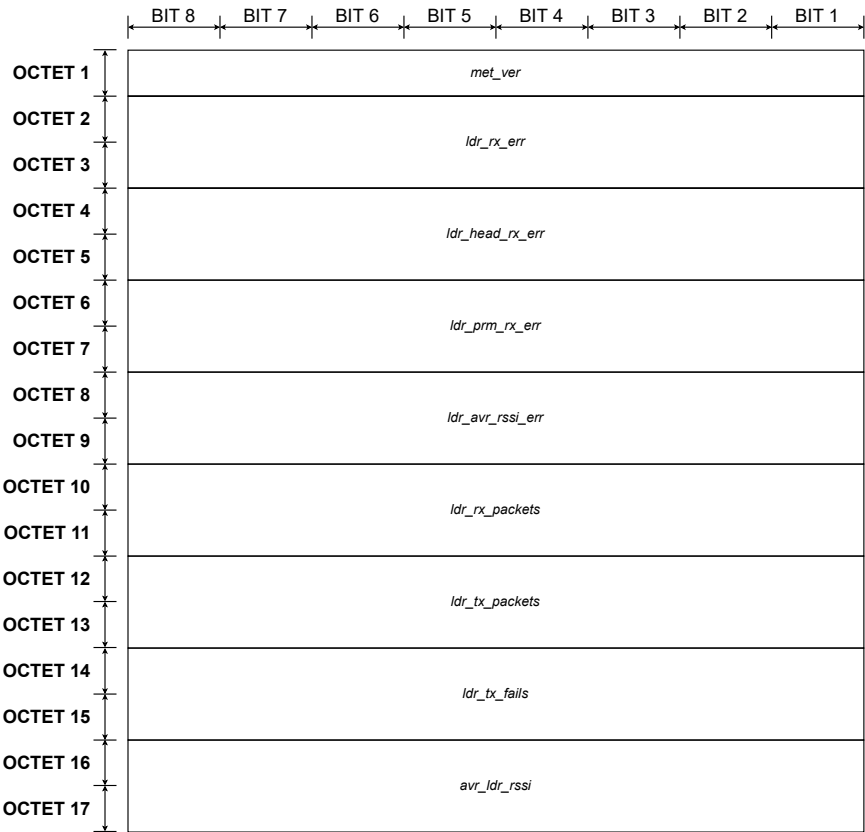 BIT 8 BIT 7 BIT 6 BIT 5 BIT 4 BIT 3 BIT 2 BIT 1
OCTET 1
met_ver
OCTET 2
ldr_rx_err
OCTET 3
OCTET 4
ldr_head_rx_err
OCTET 5
OCTET 6
ldr_prm_rx_err
OCTET 7
OCTET 8
ldr_avr_rssi_err
OCTET 9
OCTET 10
ldr_rx_packets
OCTET 11
OCTET 12
ldr_tx_packets
OCTET 13
OCTET 14
ldr_tx_fails
OCTET 15
OCTET 16
avr_ldr_rssi
OCTET 17